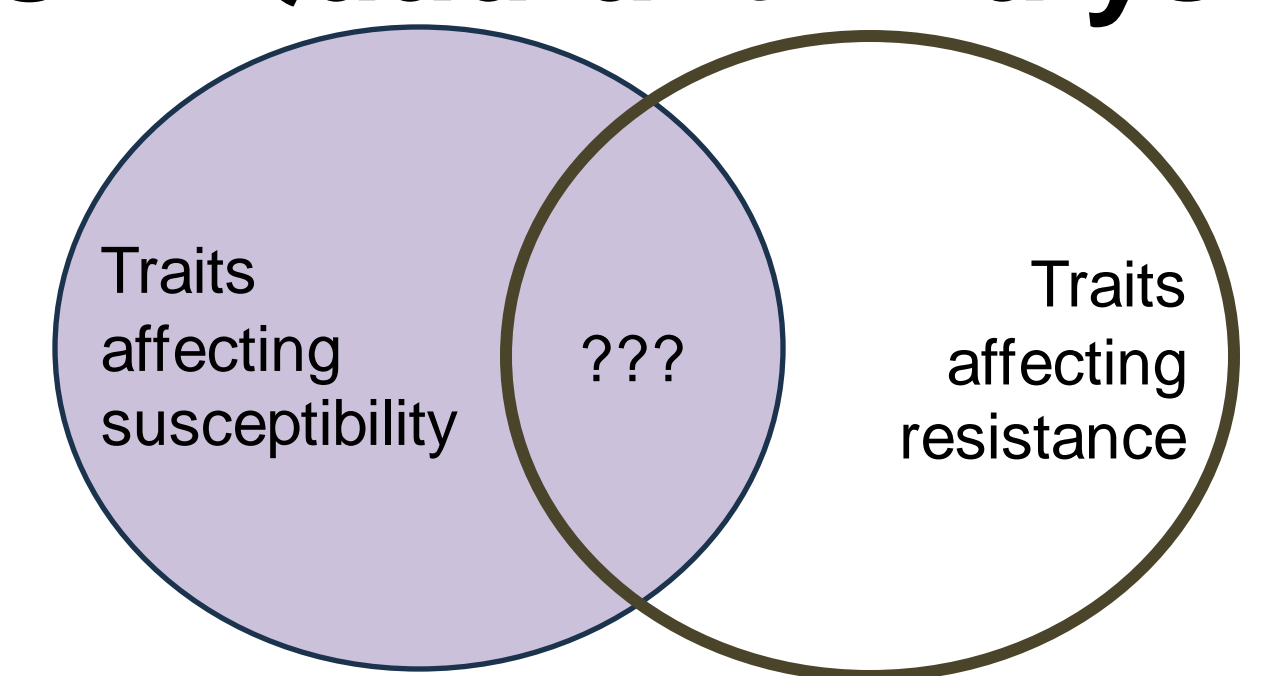 Traits
affecting
susceptibility
???
Traits
affecting
resistance